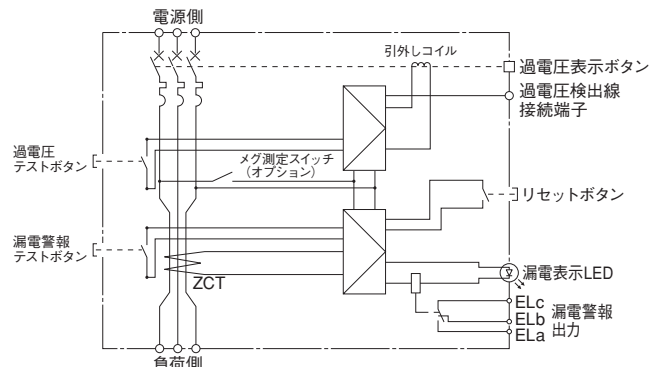 電源側
引外しコイル
過電圧表示ボタン
過電圧検出線
接続端子
過電圧
テストボタン
メグ測定スイッチ
（オプション）
リセットボタン
漏電警報
テストボタン
ZCT
漏電表示LED
ELc
ELb
ELa
漏電警報
出力
負荷側